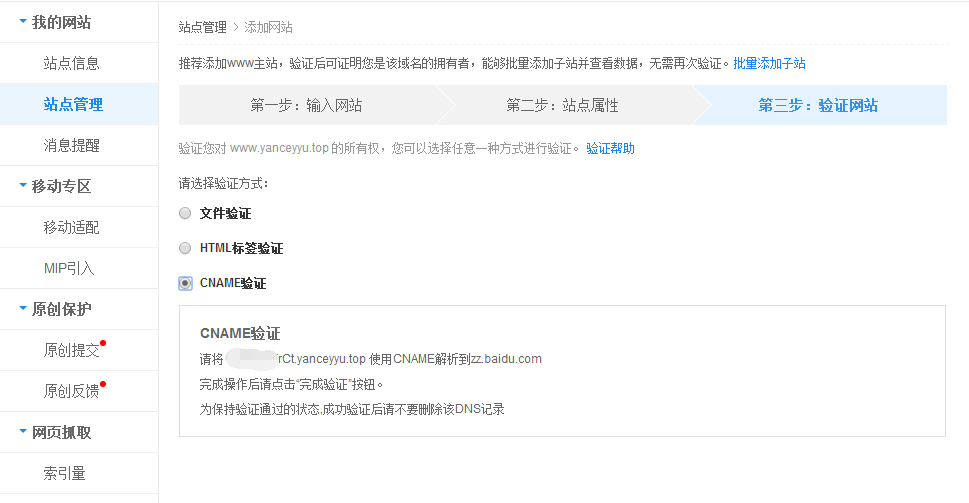 我的网站
站点信息
站点管理
消息提醒
移动专区
移动适配
MIP引入
原创保护
原创提交
原创反馈
网页抓取
索引量
站点管理 > 添加网站
推荐添加www主站，验证后可证明您是该域名的拥有者，能够批量添加子站并查看数据，无需再次验证。批量添加子站
第一步：输入网站
第二步：站点属性
第三步：验证网站
验证您对 www.yanceyyu.top 的所有权，您可以选择任意一种方式进行验证。 验证帮助
请选择验证方式：
文件验证
HTML标签验证
CNAME验证
CNAME验证
请将 rCt.yanceyyu.top 使用CNAME解析到zz.baidu.com
完成操作后请点击“完成验证”按钮。
为保持验证通过的状态,成功验证后请不要删除该DNS记录